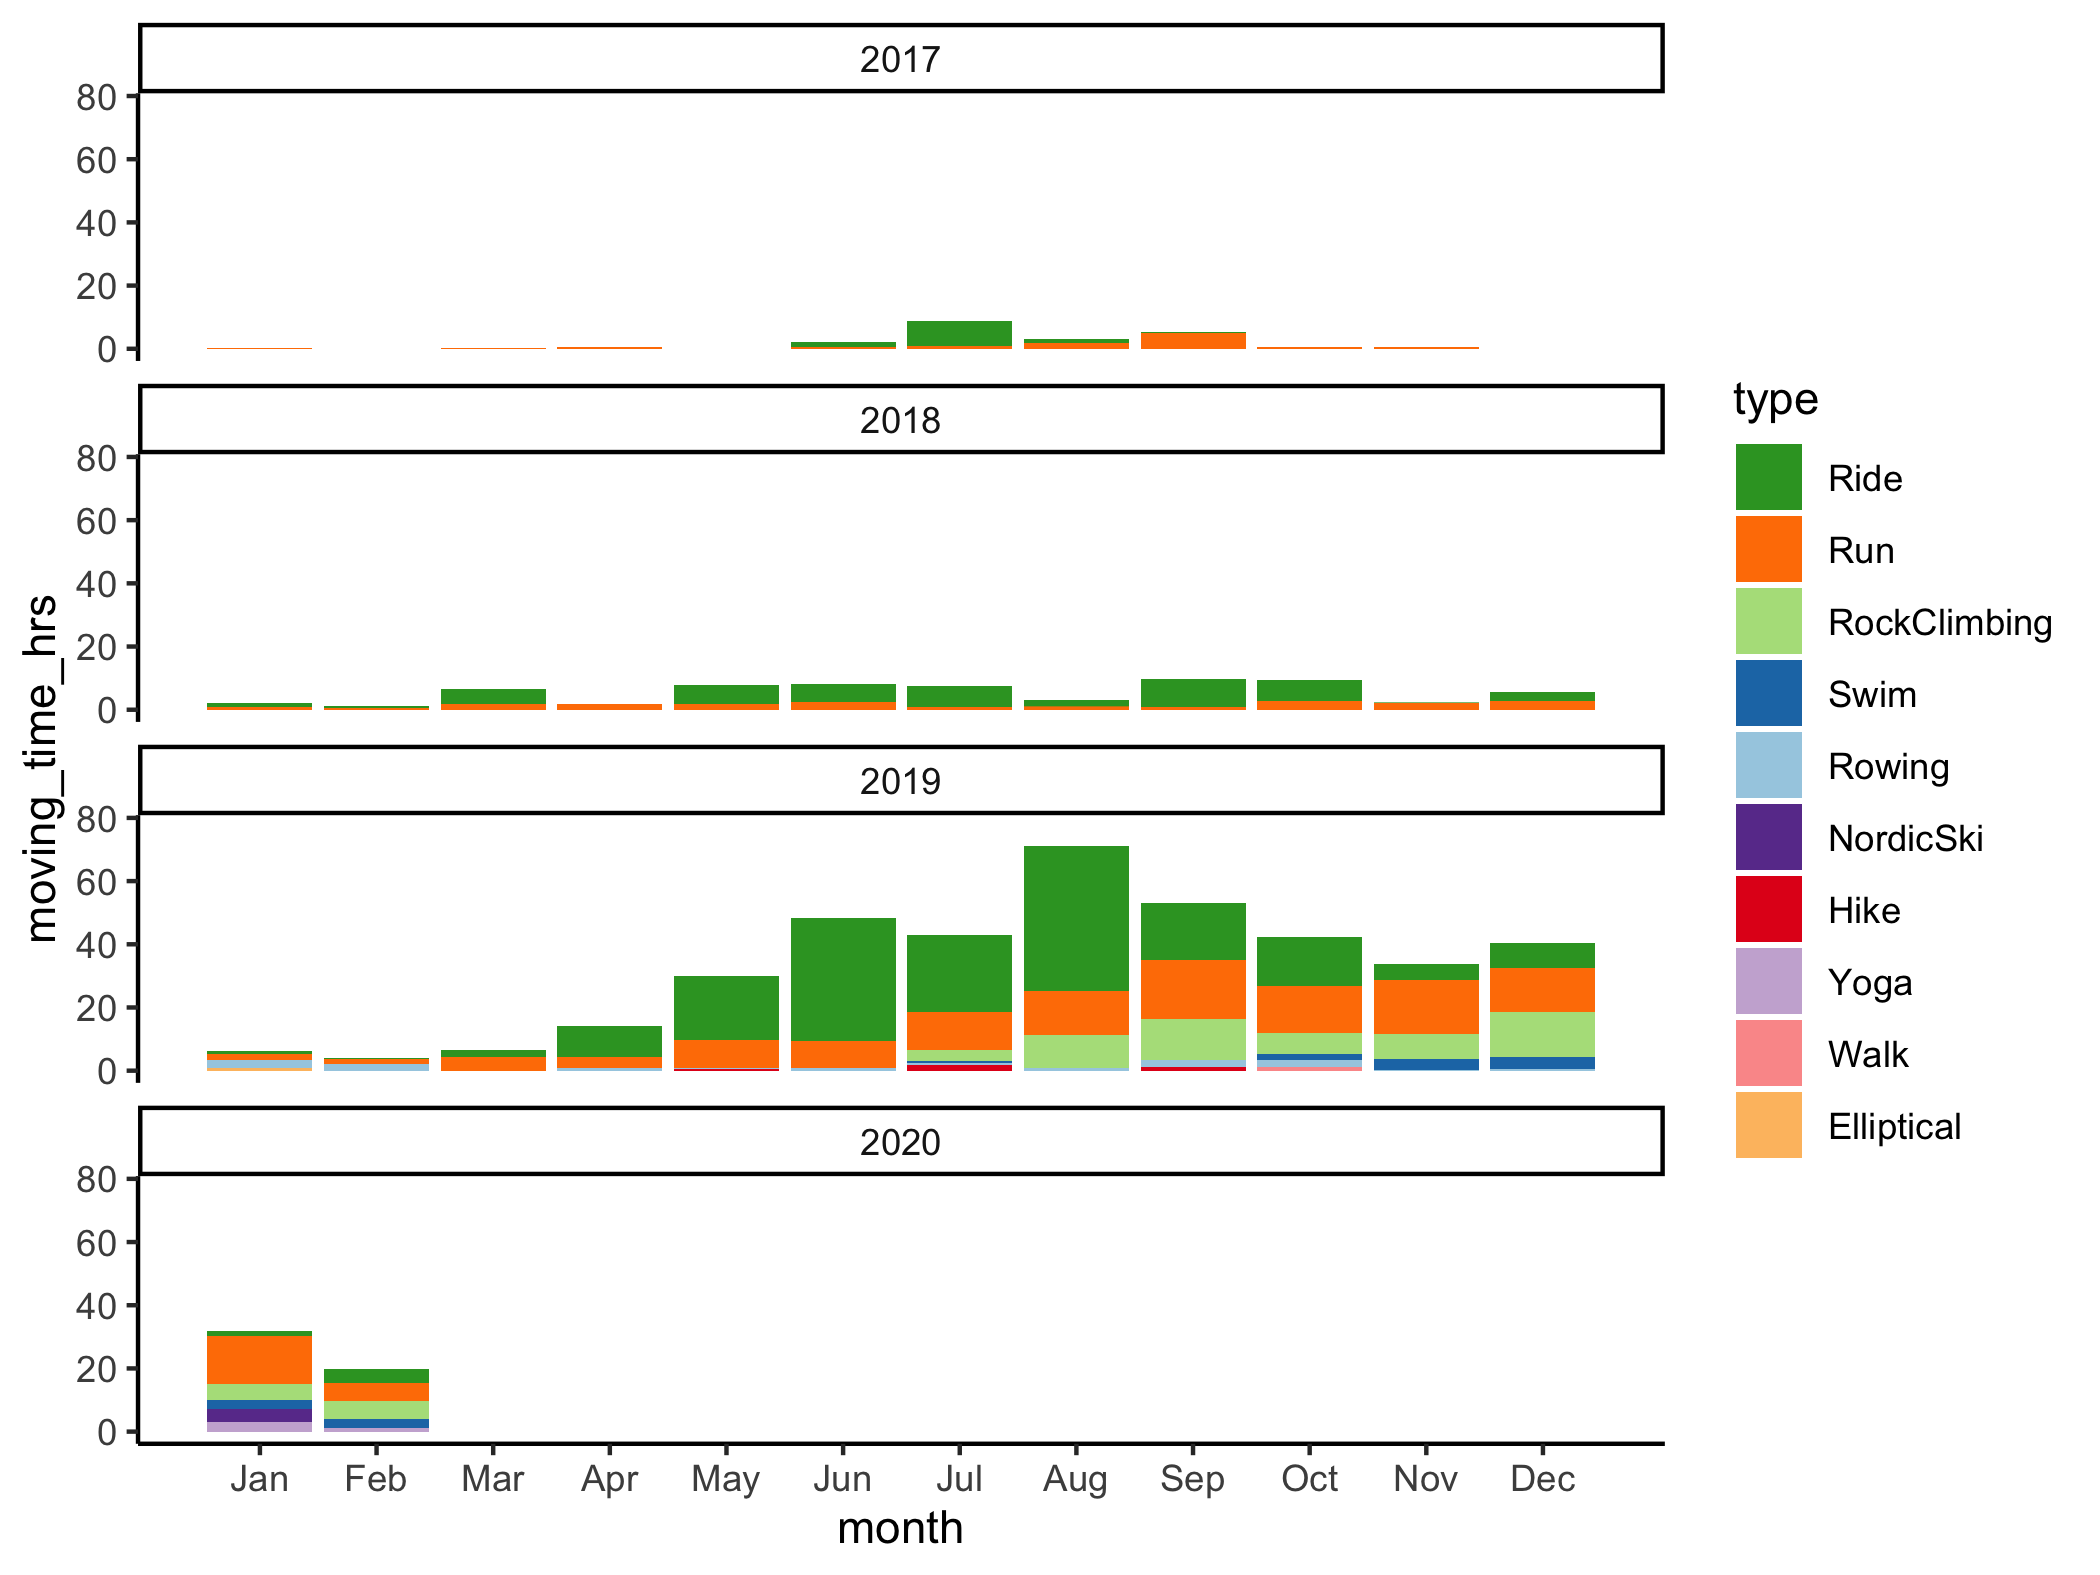 2017
80
60
40
20
0
2018
80
60
40
20
0
2019
80
60
40
20
0
2020
80
60
40
20
0
Jan Feb Mar Apr May Jun Jul Aug Sep Oct Nov Dec
month
moving_time_hrs
type
Ride
Run
RockClimbing
Swim
Rowing
NordicSki
Hike
Yoga
Walk
Elliptical